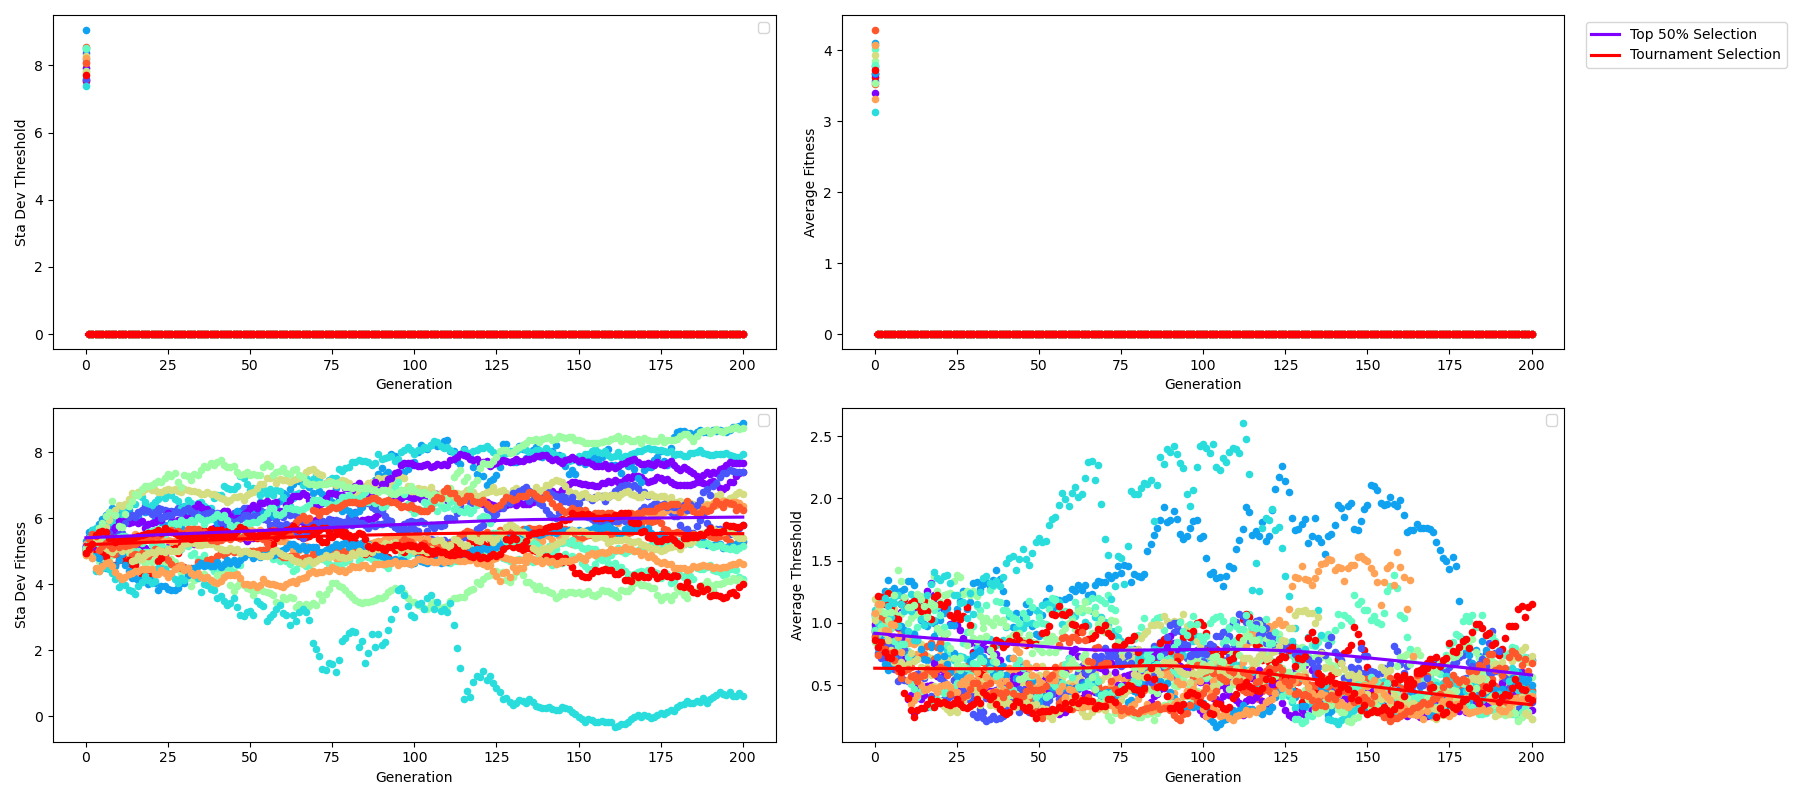 Sta Dev Threshold
8
6
4
2
0
0 25 50 75 100 125 150 175 200
Generation
Average Fitness
4
3
2
1
0
0 25 50 75 100 125 150 175 200
Generation
Top 50% Selection
Tournament Selection
Sta Dev Fitness
8
6
4
2
0
0 25 50 75 100 125 150 175 200
Generation
Average Threshold
2.5
2.0
1.5
1.0
0.5
0 25 50 75 100 125 150 175 200
Generation